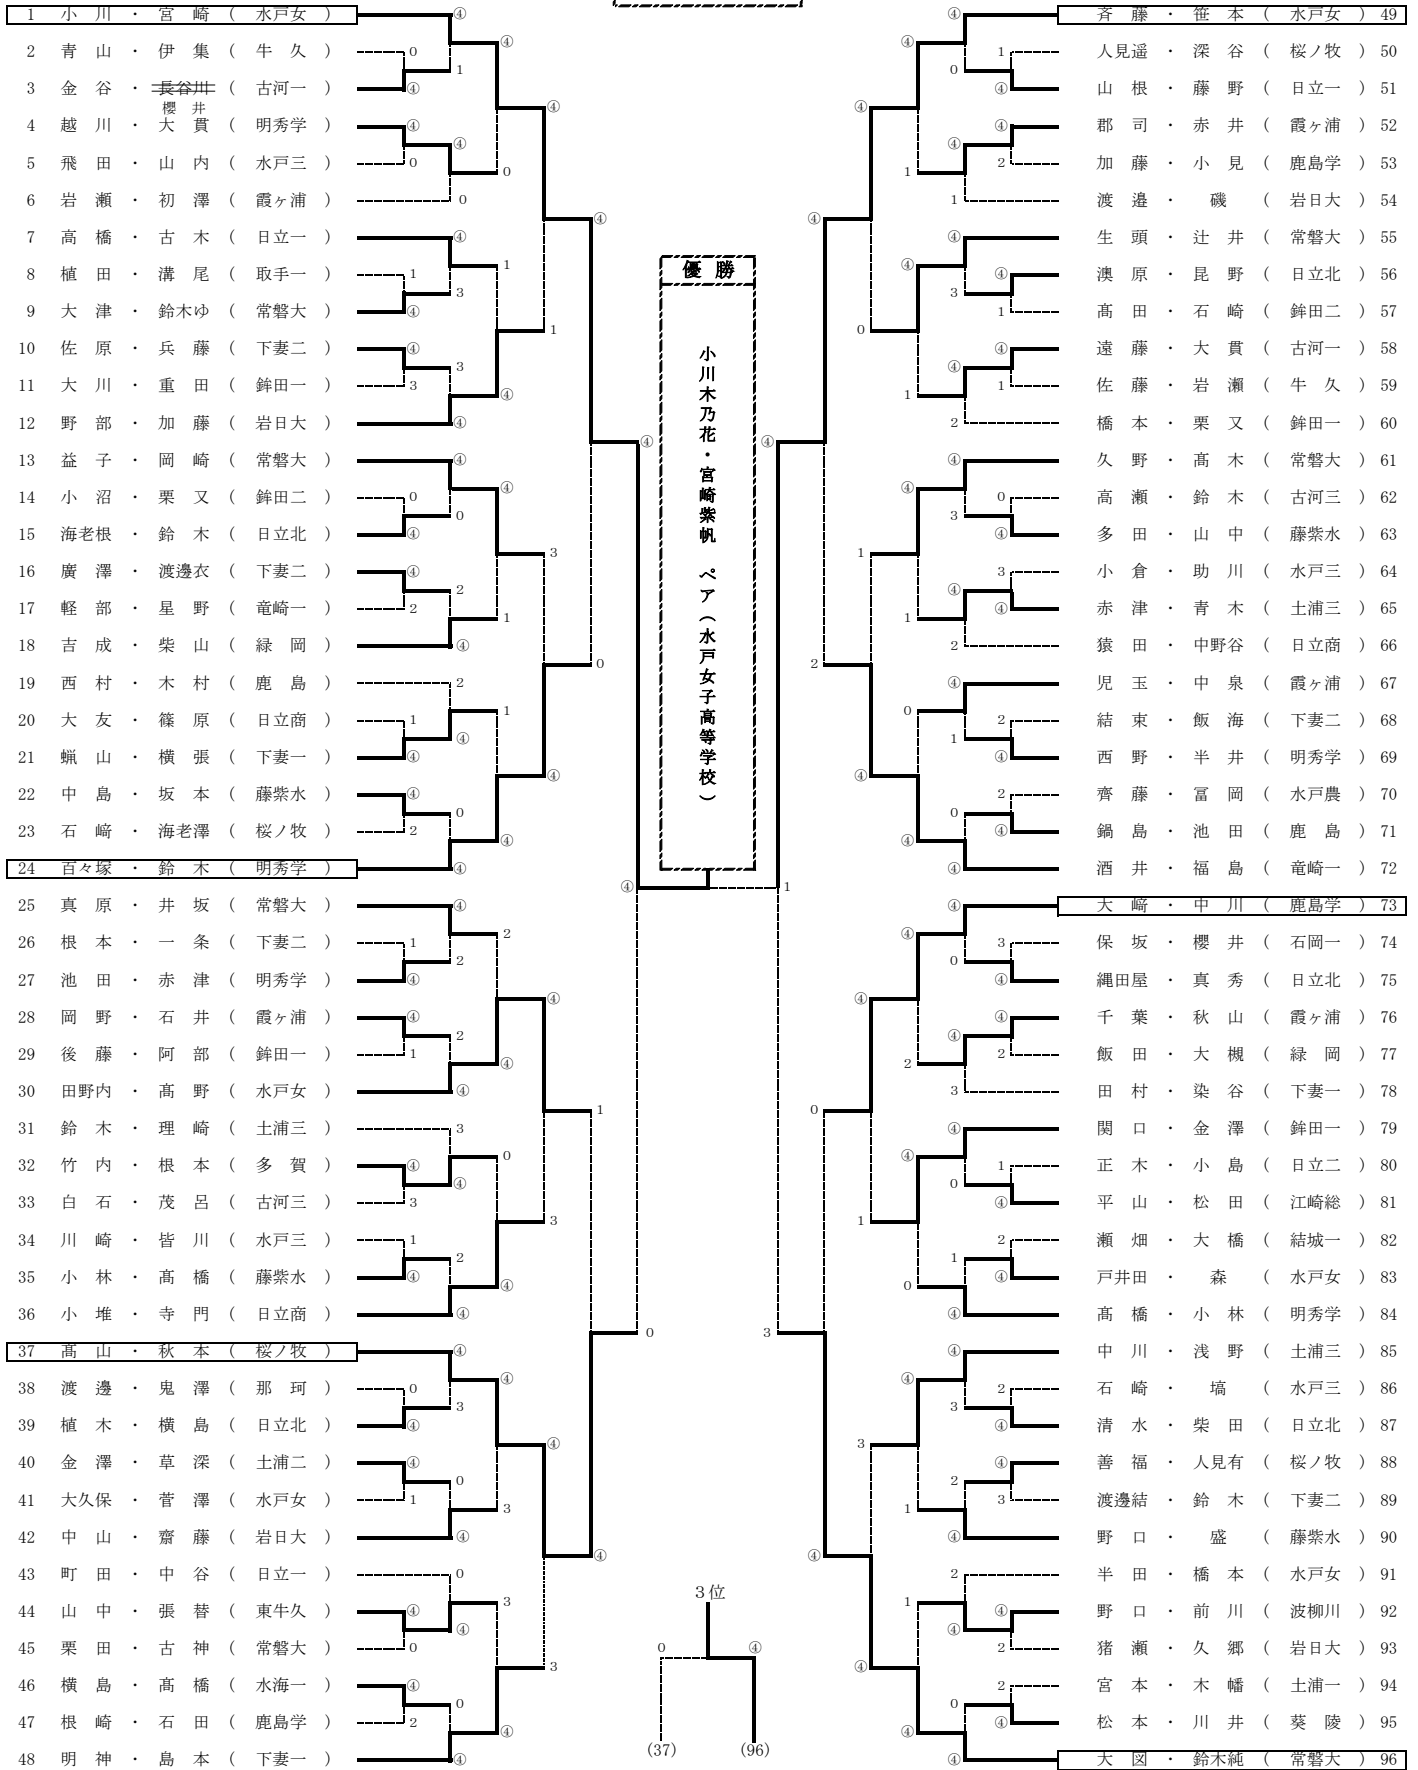 1 小川・宮崎（水戸女）
2 青山・伊集（牛久）
3 金谷・長谷川（古河一）
櫻井
4 越川・大貫（明秀学）
5 飛田・山内（水戸三）
6 岩瀬・初澤（霞ヶ浦）
7 高橋・古木（日立一）
8 植田・溝尾（取手一）
9 大津・鈴木ゆ（常磐大）
10 佐原・兵藤（下妻二）
11 大川・重田（鉾田一）
12 野部・加藤（岩日大）
13 益子・岡崎（常磐大）
14 小沼・栗又（鉾田二）
15 海老根・鈴木（日立北）
16 廣澤・渡邊衣（下妻二）
17 軽部・星野（竜崎一）
18 吉成・柴山（緑岡）
19 西村・木村（鹿島）
20 大友・篠原（日立商）
21 蝋山・横張（下妻一）
22 中島・坂本（藤紫水）
23 石﨑・海老澤（桜ノ牧）
24 百々塚・鈴木（明秀学）
25 真原・井坂（常磐大）
26 根本・一条（下妻二）
27 池田・赤津（明秀学）
28 岡野・石井（霞ヶ浦）
29 後藤・阿部（鉾田一）
30 田野内・髙野（水戸女）
31 鈴木・理崎（土浦三）
32 竹内・根本（多賀）
33 白石・茂呂（古河三）
34 川崎・皆川（水戸三）
35 小林・髙橋（藤紫水）
36 小堆・寺門（日立商）
37 髙山・秋本（桜ノ牧）
38 渡邊・鬼澤（那珂）
39 植木・横島（日立北）
40 金澤・草深（土浦二）
41 大久保・菅澤（水戸女）
42 中山・齋藤（岩日大）
43 町田・中谷（日立一）
44 山中・張替（東牛久）
45 栗田・古神（常磐大）
46 横島・髙橋（水海一）
47 根崎・石田（鹿島学）
48 明神・島本（下妻一）
優勝
小川木乃花・宮崎紫帆 ペア（水戸女子高等学校）
3位
0 ④
(37) (96)
斉藤・笹本（水戸女）49
人見遥・深谷（桜ノ牧）50
山根・藤野（日立一）51
郡司・赤井（霞ヶ浦）52
加藤・小見（鹿島学）53
渡邉・磯（岩日大）54
生頭・辻井（常磐大）55
澳原・昆野（日立北）56
髙田・石崎（鉾田二）57
遠藤・大貫（古河一）58
佐藤・岩瀬（牛久）59
橋本・栗又（鉾田一）60
久野・髙木（常磐大）61
高瀬・鈴木（古河三）62
多田・山中（藤紫水）63
小倉・助川（水戸三）64
赤津・青木（土浦三）65
猿田・中野谷（日立商）66
児玉・中泉（霞ヶ浦）67
結束・飯海（下妻二）68
西野・半井（明秀学）69
齊藤・冨岡（水戸農）70
鍋島・池田（鹿島）71
酒井・福島（竜崎一）72
大﨑・中川（鹿島学）73
保坂・櫻井（石岡一）74
縄田屋・真秀（日立北）75
千葉・秋山（霞ヶ浦）76
飯田・大槻（緑岡）77
田村・染谷（下妻一）78
関口・金澤（鉾田一）79
正木・小島（日立二）80
平山・松田（江崎総）81
瀬畑・大橋（結城一）82
戸井田・森（水戸女）83
髙橋・小林（明秀学）84
中川・浅野（土浦三）85
石崎・塙（水戸三）86
清水・柴田（日立北）87
善福・人見有（桜ノ牧）88
渡邊結・鈴木（下妻二）89
野口・盛（藤紫水）90
半田・橋本（水戸女）91
野口・前川（波柳川）92
猪瀬・久郷（岩日大）93
宮本・木幡（土浦一）94
松本・川井（葵陵）95
大図・鈴木純（常磐大）96